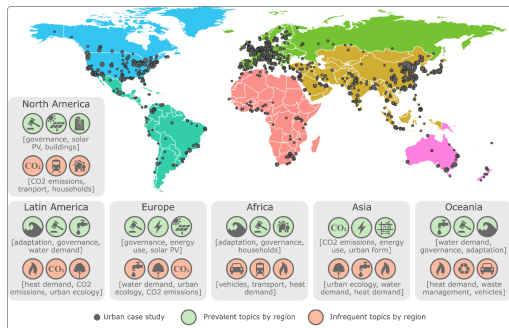 North America
[governance, solar
PV, buildings]
CO2
[CO2 emissions,
tranport, households]
Latin America
[adaptation, governance,
water demand]
CO2
[heat demand, CO2
emissions, urban ecology]
Europe
[governance, energy
use, solar PV]
CO2
[water demand, urban
ecology, CO2 emissions]
Africa
[adaptation, governance,
households]
[vehicles, transport, heat
demand]
Asia
CO2
[CO2 emissions, energy
use, urban form]
[urban ecology, water
demand, heat demand]
Oceania
[water demand,
governance, adaptation]
[heat demand, waste
management, vehicles]
Urban case study
Prevalent topics by region
Infrequent topics by region